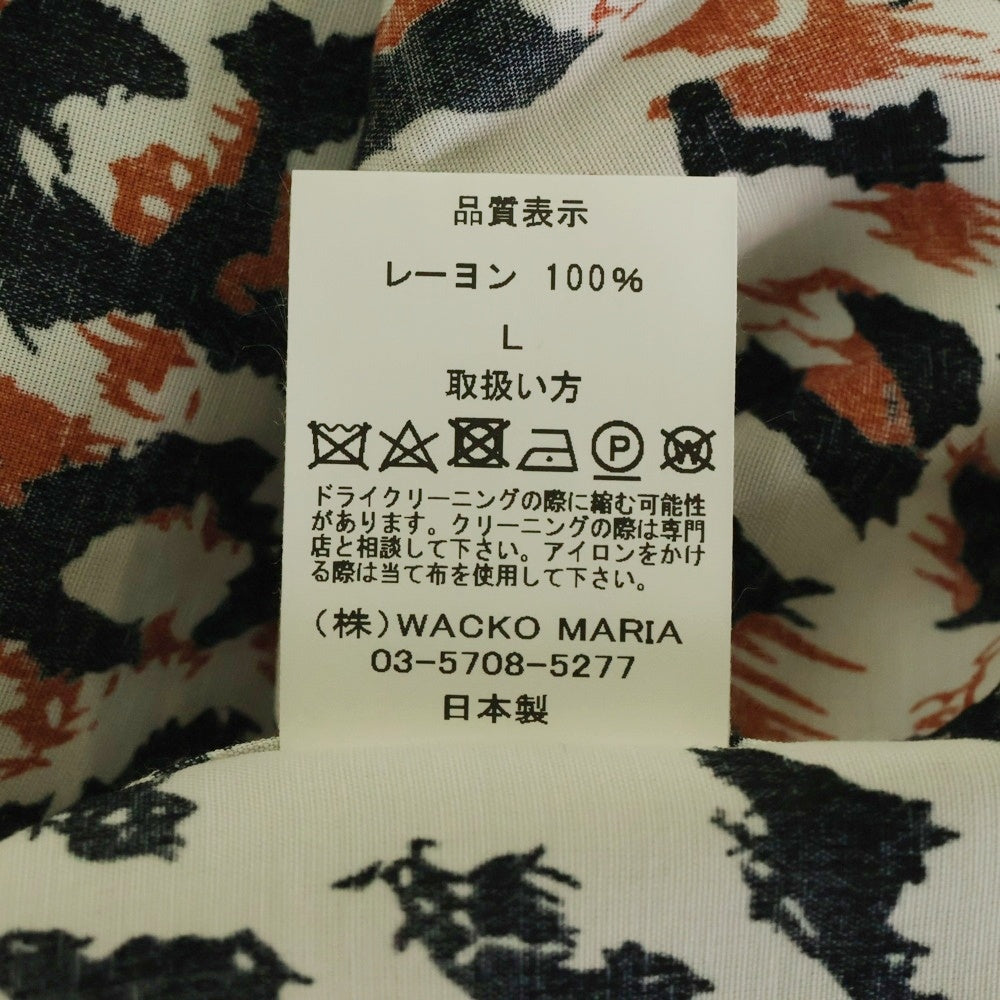 品質表示
レーヨン 100%
L
取扱い方
P W
ドライクリーニングの際に縮む可能性
があります。クリーニングの際は専門
店と相談して下さい。アイロンをかけ
る際は当て布を使用して下さい。
(株)WACKO MARIA
03-5708-5277
日本製